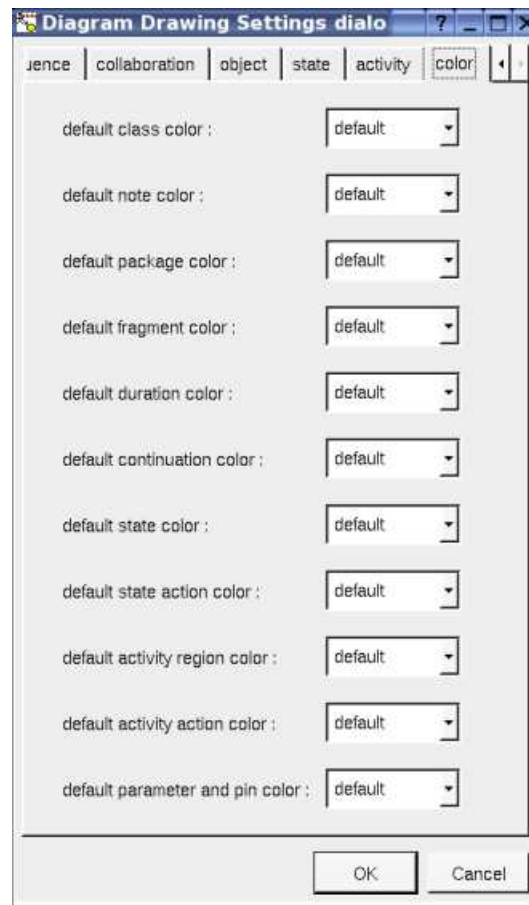 Diagram Drawing Settings dialo ?
uence collaboration object state activity color
default class color : default
default note color : default
default package color : default
default fragment color : default
default duration color : default
default continuation color : default
default state color : default
default state action color : default
default activity region color : default
default activity action color : default
default parameter and pin color : default
OK Cancel